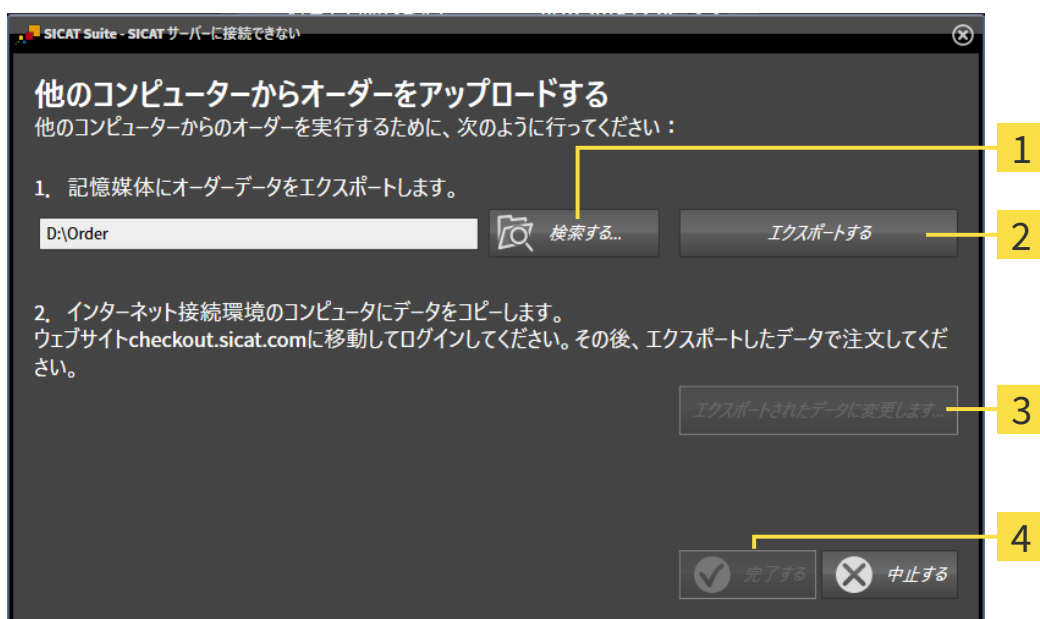 SICAT Suite - SICAT サーバーに接続できない
他のコンピューターからオーダーをアップロードする
他のコンピューターからのオーダーを実行するために、次のように行ってください：
1
1. 記憶媒体にオーダーデータをエクスポートします。
D:\Order
検索する...
エクスポートする
2
2. インターネット接続環境のコンピュータにデータをコピーします。
ウェブサイトcheckout.sicat.comに移動してログインしてください。その後、エクスポートしたデータで注文してくだ
さい。
エクスポートされたデータに変更します...
3
4
完了する
中止する